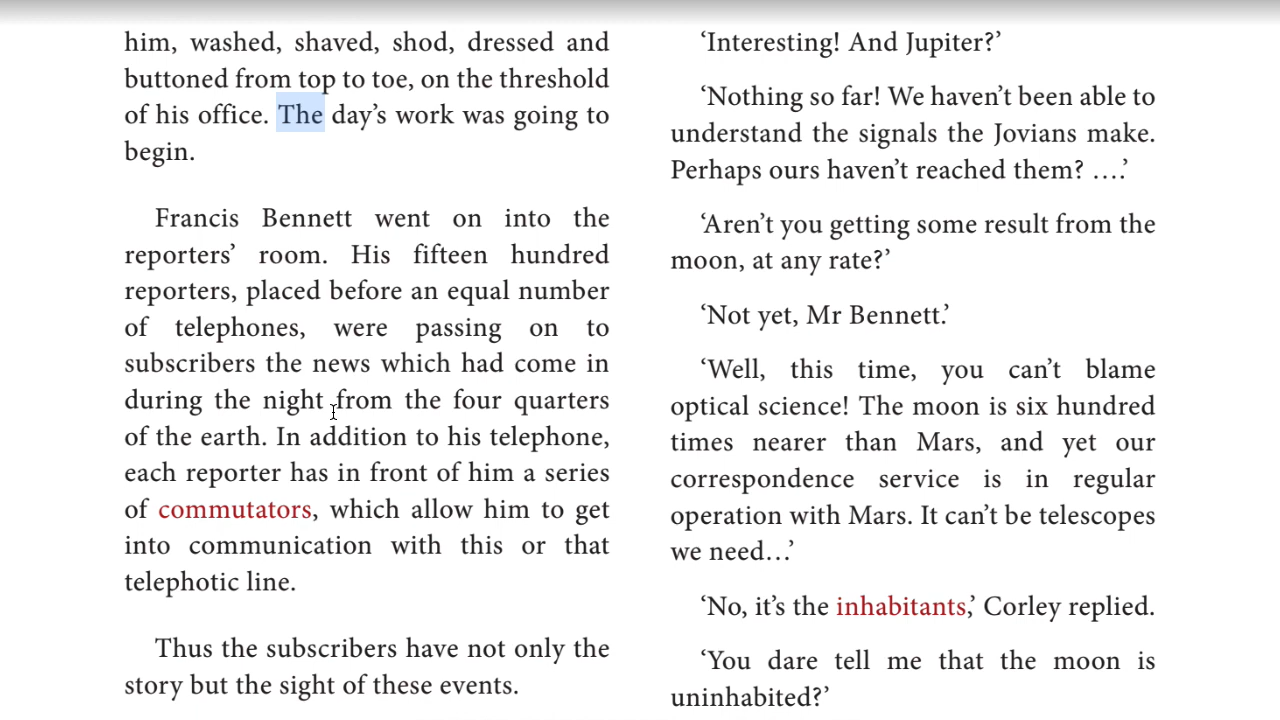 him, washed, shaved, shod, dressed and
buttoned from top to toe, on the threshold
of his office. The day’s work was going to
begin.
Francis Bennett went on into the
reporters’ room. His fifteen hundred
reporters, placed before an equal number
of telephones, were passing on to
subscribers the news which had come in
during the night from the four quarters
of the earth. In addition to his telephone,
each reporter has in front of him a series
of commutators, which allow him to get
into communication with this or that
telephotic line.
Thus the subscribers have not only the
story but the sight of these events.
‘Interesting! And Jupiter?’
‘Nothing so far! We haven’t been able to
understand the signals the Jovians make.
Perhaps ours haven’t reached them? ….’
‘Aren’t you getting some result from the
moon, at any rate?’
‘Not yet, Mr Bennett.’
‘Well, this time, you can’t blame
optical science! The moon is six hundred
times nearer than Mars, and yet our
correspondence service is in regular
operation with Mars. It can’t be telescopes
we need…’
‘No, it’s the inhabitants,’ Corley replied.
‘You dare tell me that the moon is
uninhabited?’